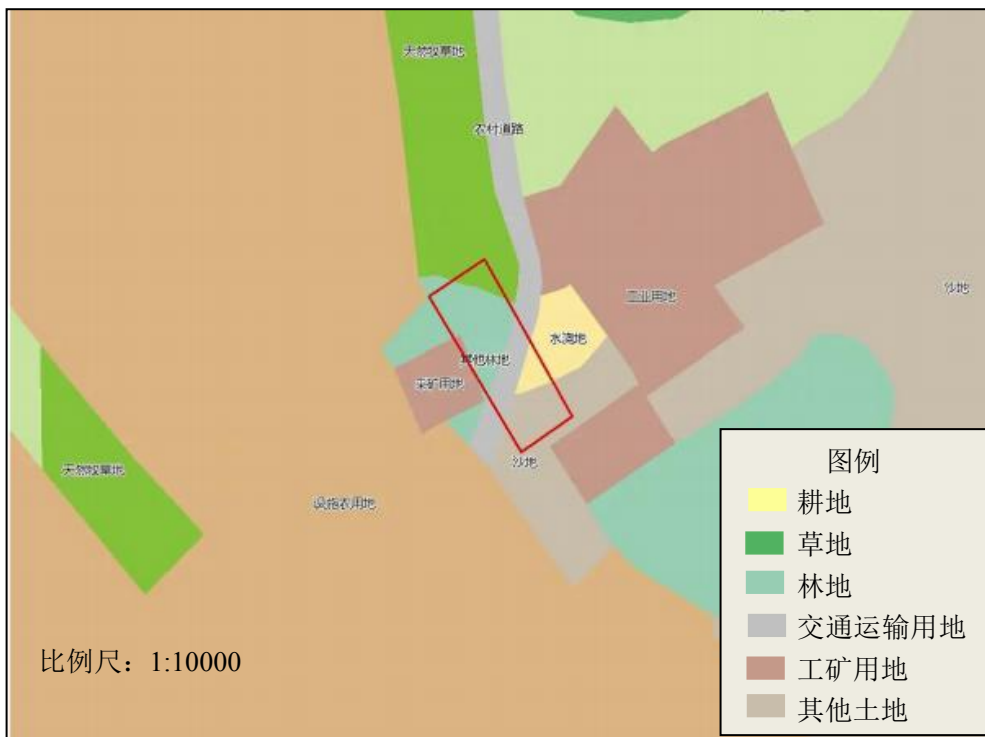 天然牧草地
农村道路
沙地
工业用地
水浇地
其他林地
采矿用地
沙地
天然牧草地
设施农用地
图例
耕地
草地
林地
交通运输用地
工矿用地
其他土地
比例尺：1:10000